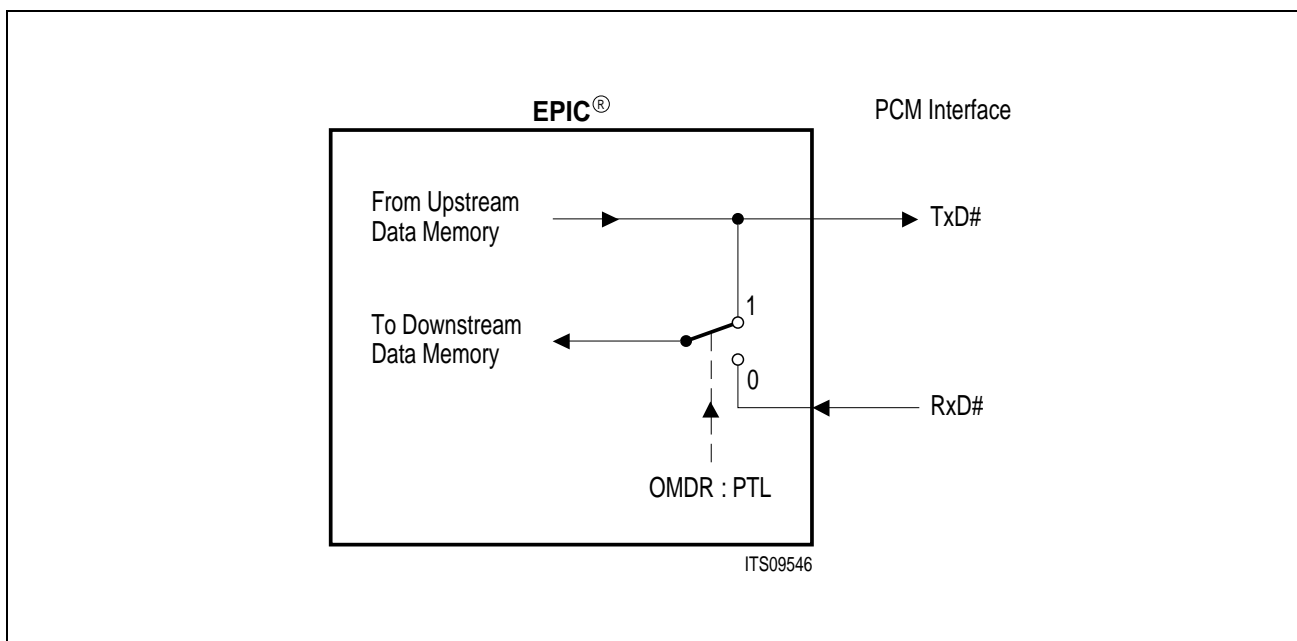 EPIC®
PCM Interface
From Upstream
Data Memory
TxD#
1
To Downstream
Data Memory
0
RxD#
OMDR : PTL
ITS09546